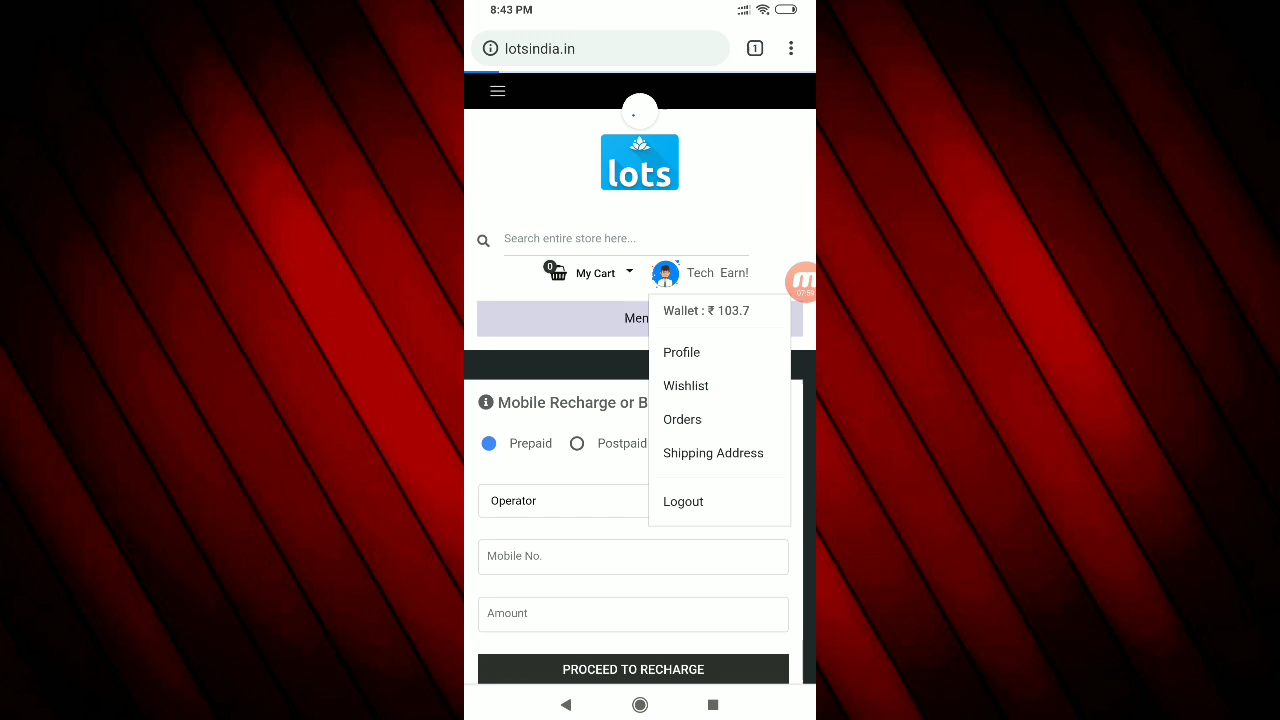 8:43 PM
lotsindia.in
1
lots
Search entire store here...
0
My Cart
Tech Earn!
07:59
Wallet : ₹ 103.7
Men
Profile
Wishlist
Orders
Shipping Address
Logout
Mobile Recharge or B
Prepaid
Postpaid
Operator
Mobile No.
Amount
PROCEED TO RECHARGE